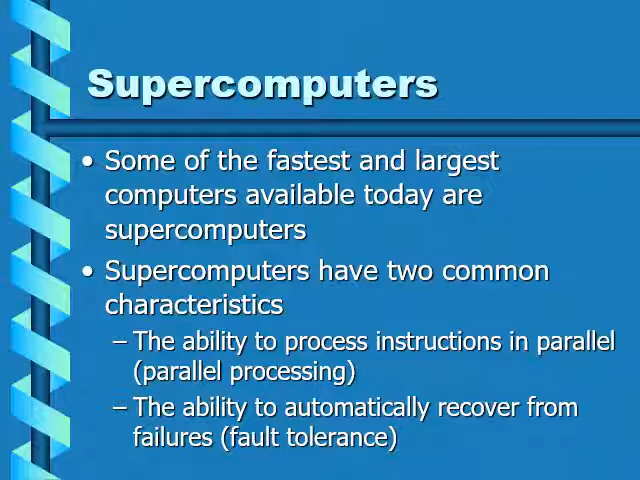 Supercomputers
• Some of the fastest and largest
computers available today are
supercomputers
• Supercomputers have two common
characteristics
– The ability to process instructions in parallel
(parallel processing)
– The ability to automatically recover from
failures (fault tolerance)